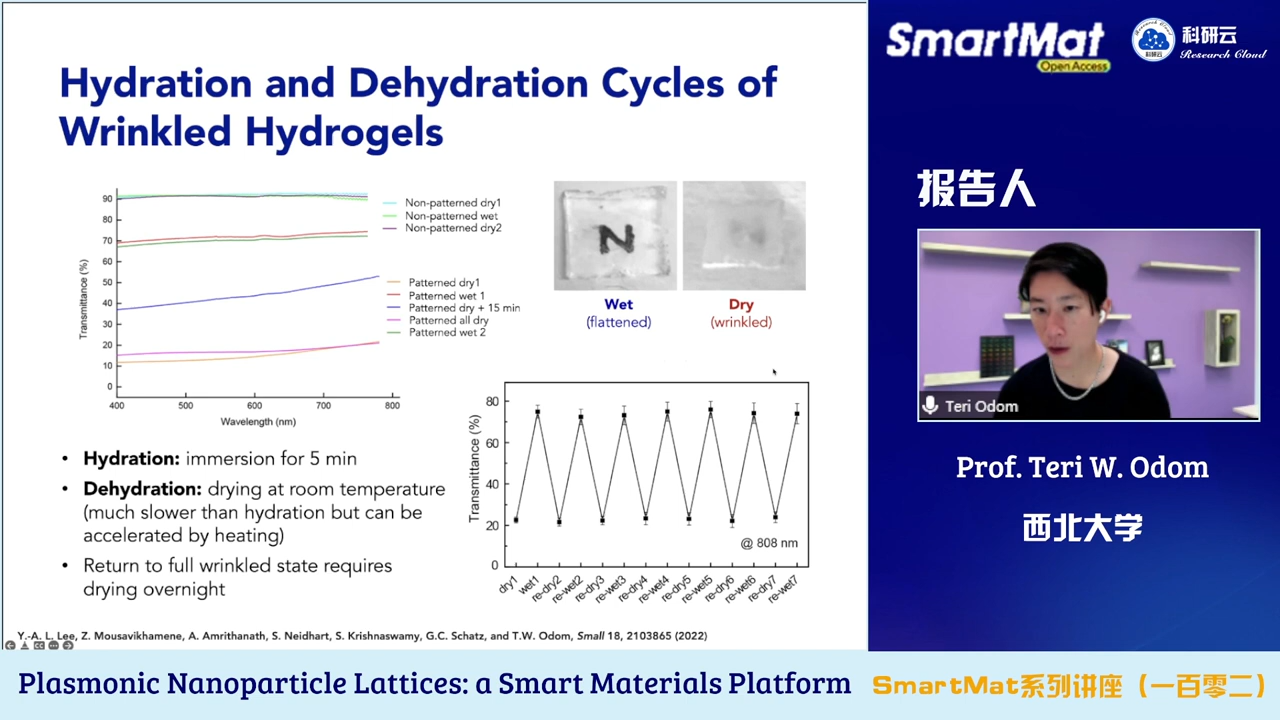 Hydration and Dehydration Cycles of
Wrinkled Hydrogels
90
80
70
60
50
40
30
20
10
0
Transmittance (%)
400
500
600
700
800
Wavelength (nm)
Non-patterned dry1
Non-patterned wet
Non-patterned dry2
Patterned dry1
Patterned wet 1
Patterned dry + 15 min
Patterned all dry
Patterned wet 2
N
Wet
(flattened)
Dry
(wrinkled)
80
60
40
20
0
Transmittance (%)
@ 808 nm
dry1
wet1
re-dry2
re-wet2
re-dry3
re-wet3
re-dry4
re-wet4
re-dry5
re-wet5
re-dry6
re-wet6
re-dry7
re-wet7
• Hydration: immersion for 5 min
• Dehydration: drying at room temperature
(much slower than hydration but can be
accelerated by heating)
• Return to full wrinkled state requires
drying overnight
Y.-A. L. Lee, Z. Mousavikhamene, A. Amrithanath, S. Neidhart, S. Krishnaswamy, G.C. Schatz, and T.W. Odom, Small 18, 2103865 (2022)
SmartMat
Open Access
Research Cloud
科研云
科研云
Research Cloud
报告人
Teri Odom
Prof. Teri W. Odom
西北大学
Plasmonic Nanoparticle Lattices: a Smart Materials Platform
SmartMat系列讲座（一百零二）